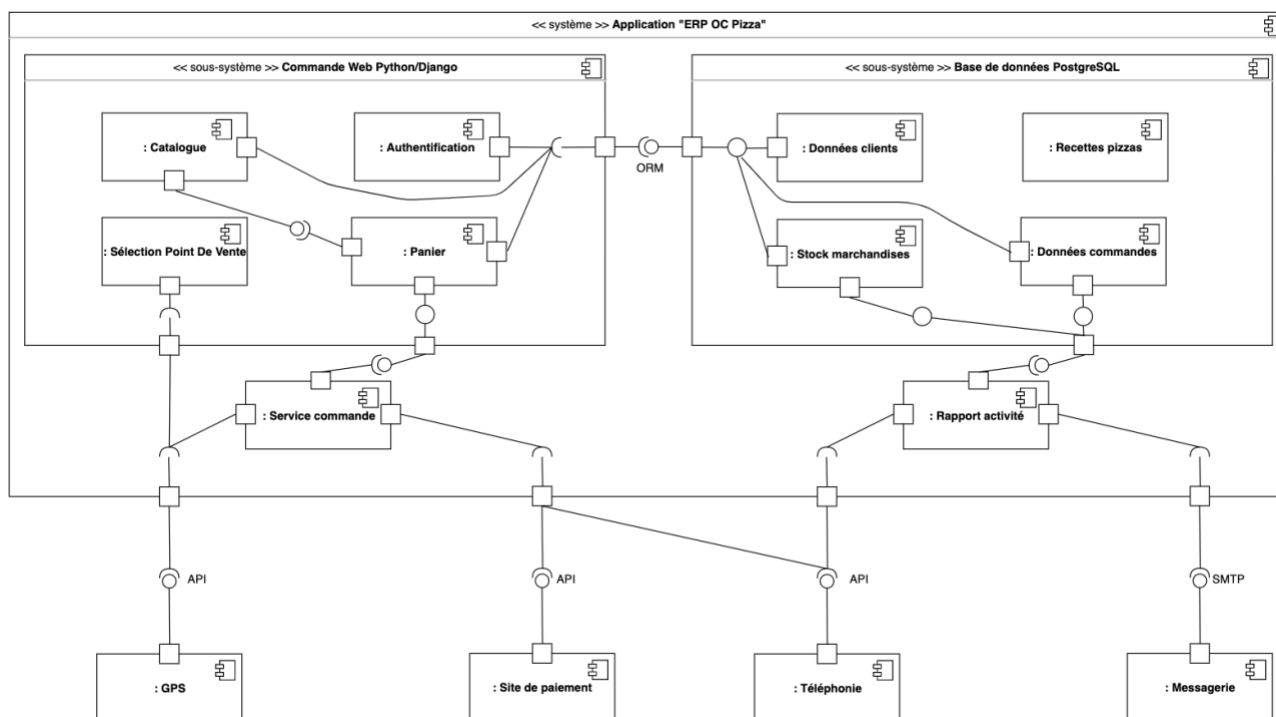 << système >> Application "ERP OC Pizza"
<< sous-système >> Commande Web Python/Django
<< sous-système >> Base de données PostgreSQL
: Catalogue
: Authentification
: Données clients
: Recettes pizzas
ORM
: Sélection Point De Vente
: Panier
: Stock marchandises
: Données commandes
: Service commande
: Rapport activité
API
API
API
SMTP
: GPS
: Site de paiement
: Téléphonie
: Messagerie